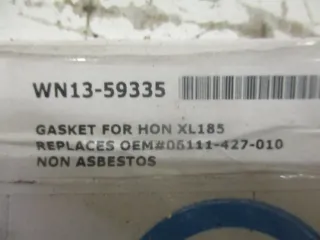 WN13-59335
GASKET FOR HON XL185
REPLACES OEM#06111-427-010
NON ASBESTOS